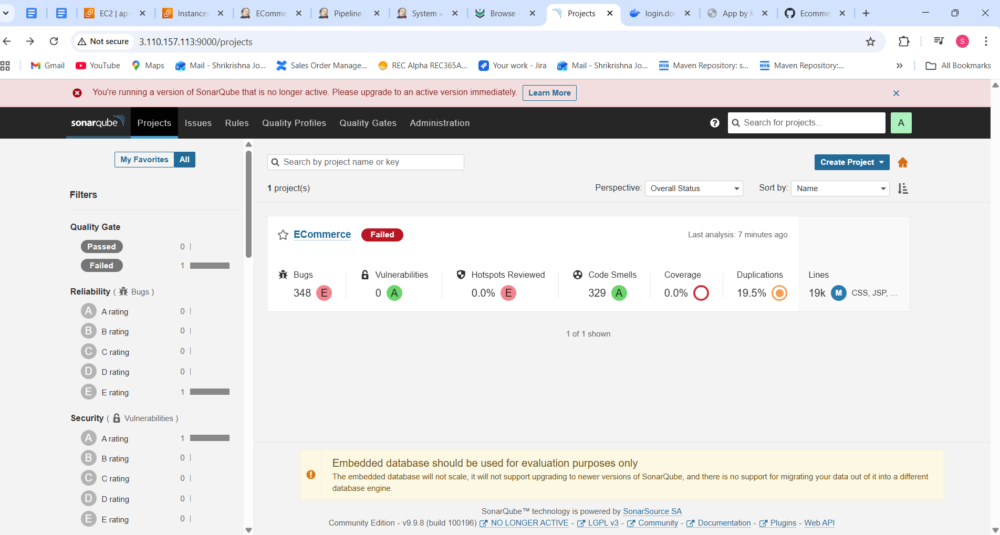 EC2 | ap-
Instances
EComme
Pipeline S
System »
Browse -
Projects
login.doc
App by K
Ecomme
Not secure
3.110.157.113:9000/projects
S
Gmail
YouTube
Maps
Mail - Shrikrishna Jo...
Sales Order Manage...
REC Alpha REC365A...
Your work - Jira
Mail - Shrikrishna Jo...
MVN
Maven Repository: s...
MVN
Maven Repository:...
»
All Bookmarks
You're running a version of SonarQube that is no longer active. Please upgrade to an active version immediately.
Learn More
sonarqube
Projects
Issues
Rules
Quality Profiles
Quality Gates
Administration
Search for projects...
A
My Favorites
All
Filters
Quality Gate
Passed 0
Failed 1
Reliability ( Bugs )
A A rating 0
B B rating 0
C C rating 0
D D rating 0
E E rating 1
Security ( Vulnerabilities )
A A rating 1
B B rating 0
C C rating 0
D D rating 0
E E rating 0
Search by project name or key
Create Project
1 project(s)
Perspective: Overall Status
Sort by: Name
ECommerce Failed
Last analysis: 7 minutes ago
Bugs
348 E
Vulnerabilities
0 A
Hotspots Reviewed
0.0% E
Code Smells
329 A
Coverage
0.0%
Duplications
19.5%
Lines
19k M CSS, JSP, ...
1 of 1 shown
Embedded database should be used for evaluation purposes only
The embedded database will not scale, it will not support upgrading to newer versions of SonarQube, and there is no support for migrating your data out of it into a different
database engine.
SonarQube™ technology is powered by SonarSource SA
Community Edition - v9.9.8 (build 100196) NO LONGER ACTIVE - LGPL v3 - Community - Documentation - Plugins - Web API